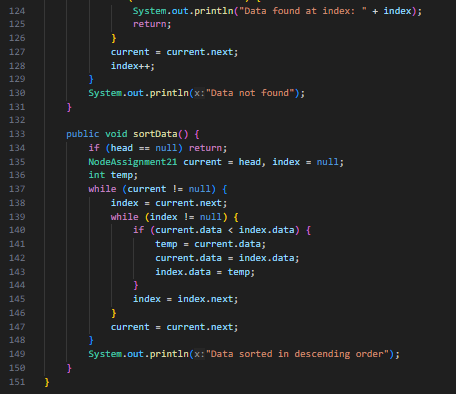 124                     System.out.println("Data found at index: " + index);
125                     return;
126                 }
127                 current = current.next;
128                 index++;
129             }
130             System.out.println(x:"Data not found");
131         }
132
133         public void sortData() {
134             if (head == null) return;
135             NodeAssignment21 current = head, index = null;
136             int temp;
137             while (current != null) {
138                 index = current.next;
139                 while (index != null) {
140                     if (current.data < index.data) {
141                         temp = current.data;
142                         current.data = index.data;
143                         index.data = temp;
144                     }
145                     index = index.next;
146                 }
147                 current = current.next;
148             }
149             System.out.println(x:"Data sorted in descending order");
150         }
151     }